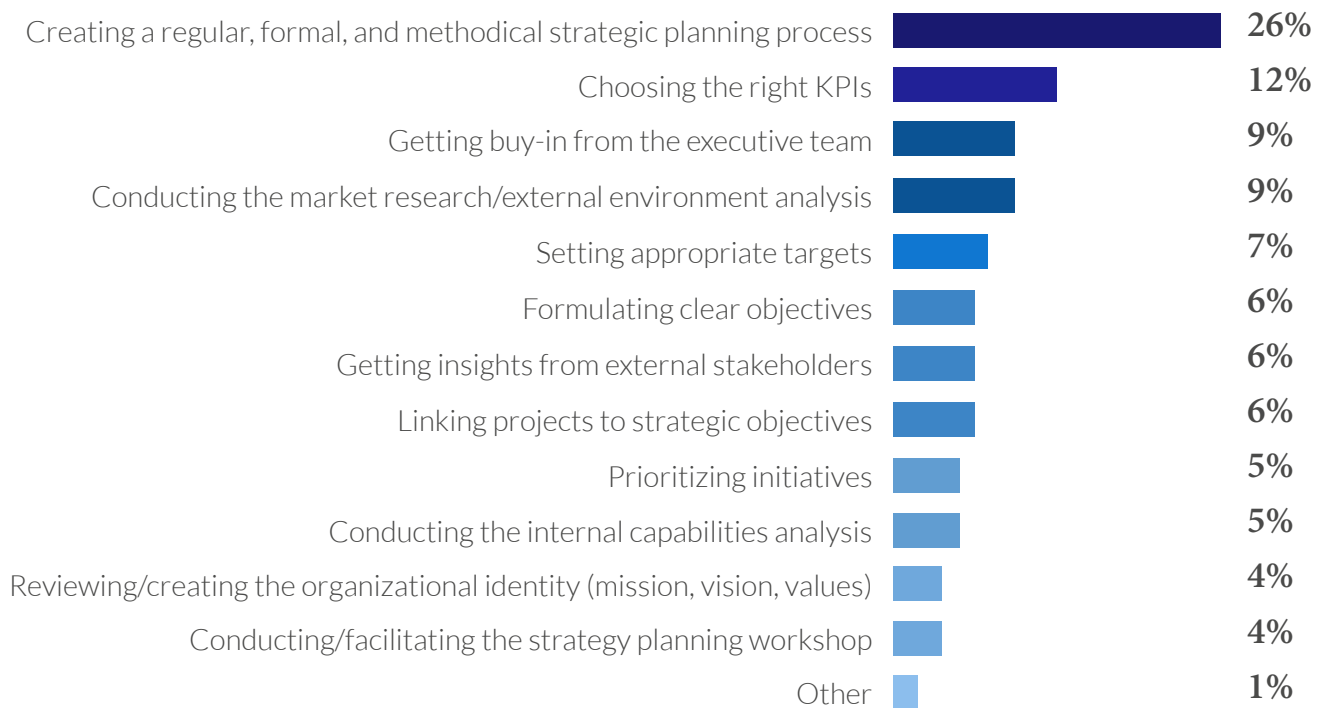 Creating a regular, formal, and methodical strategic planning process 26%
Choosing the right KPIs 12%
Getting buy-in from the executive team 9%
Conducting the market research/external environment analysis 9%
Setting appropriate targets 7%
Formulating clear objectives 6%
Getting insights from external stakeholders 6%
Linking projects to strategic objectives 6%
Prioritizing initiatives 5%
Conducting the internal capabilities analysis 5%
Reviewing/creating the organizational identity (mission, vision, values) 4%
Conducting/facilitating the strategy planning workshop 4%
Other 1%